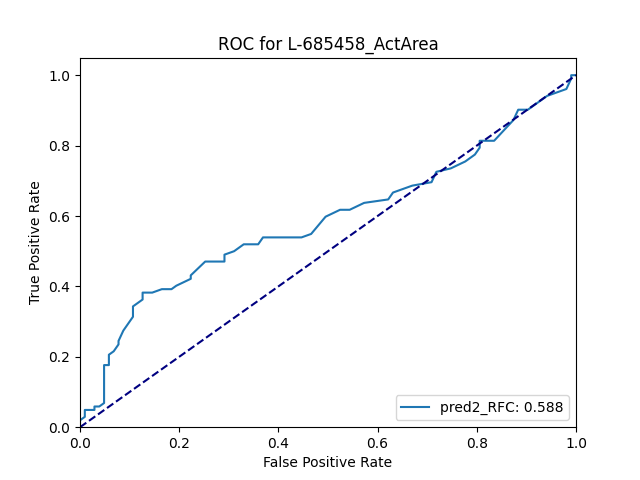 ROC for L-685458_ActArea
True Positive Rate
1.0
0.8
0.6
0.4
0.2
0.0
0.0 0.2 0.4 0.6 0.8 1.0
False Positive Rate
pred2_RFC: 0.588